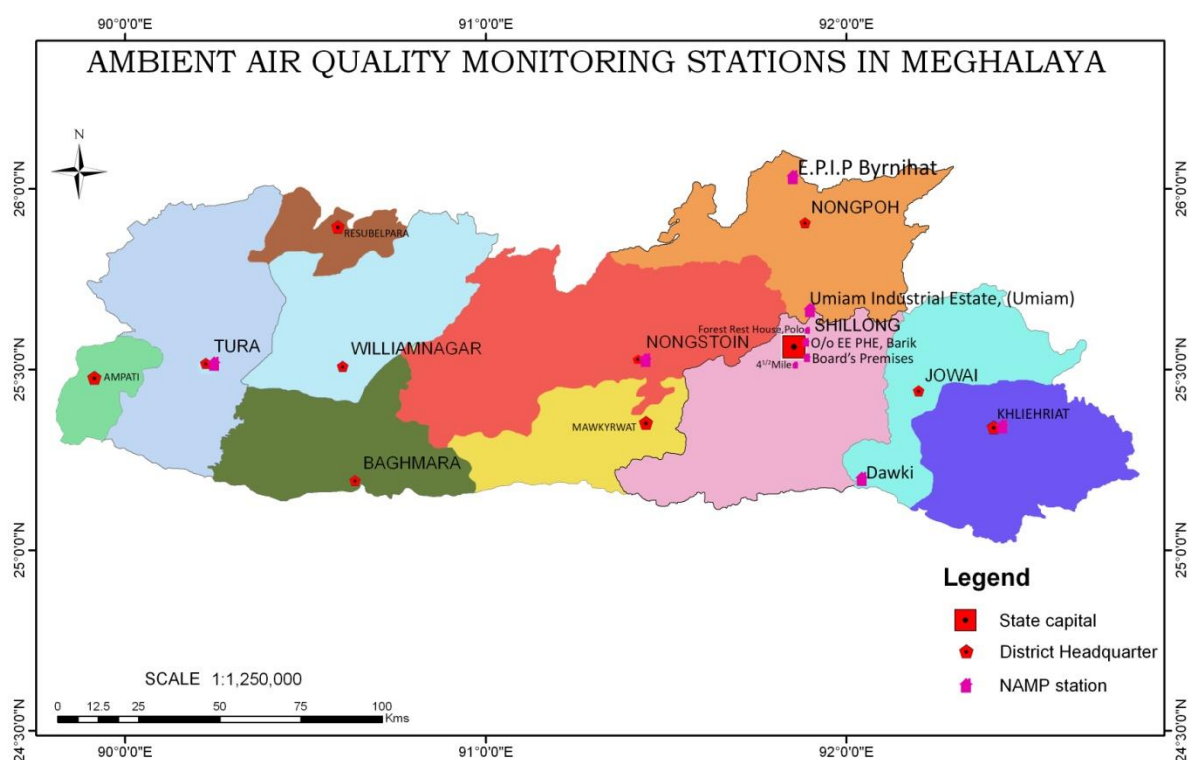 90°0'0"E
91°0'0"E
92°0'0"E
AMBIENT AIR QUALITY MONITORING STATIONS IN MEGHALAYA
N
26°0'0"N
26°0'0"N
E.P.I.P Byrnihat
NONGPOH
RESUBELPARA
Umiam Industrial Estate, (Umiam)
Forest Rest House,Polo
SHILLONG
O/o EE PHE, Barik
Board's Premises
4 1/2Mile
TURA
WILLIAMNAGAR
NONGSTOIN
25°30'0"N
25°30'0"N
AMPATI
JOWAI
MAWKYRWAT
KHLIEHRIAT
BAGHMARA
Dawki
25°0'0"N
25°0'0"N
Legend
State capital
District Headquarter
NAMP station
SCALE 1:1,250,000
0 12.5 25 50 75 100
Kms
24°30'0"N
24°30'0"N
90°0'0"E
91°0'0"E
92°0'0"E